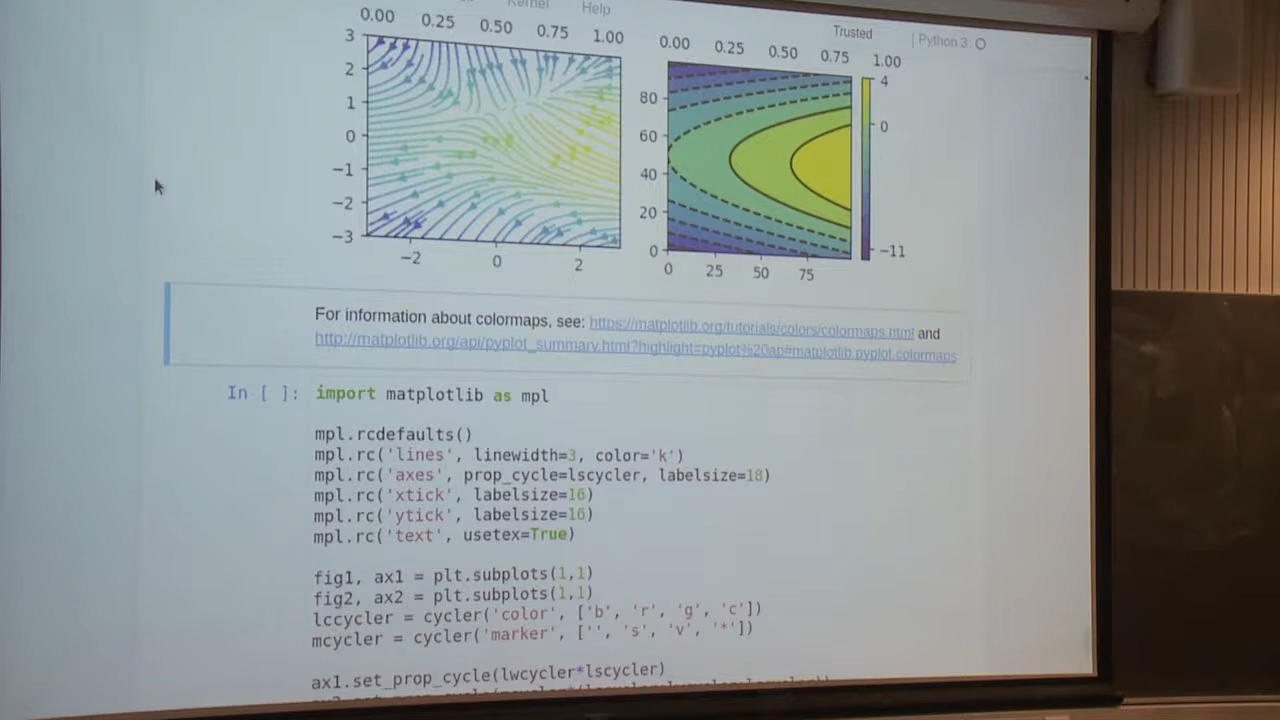 Kernel Help
Trusted | Python 3
0.00 0.25 0.50 0.75 1.00
0.00 0.25 0.50 0.75 1.00
3
2
1
0
−1
−2
−3
−2 0 2
80
60
40
20
0
0 25 50 75
4
0
−11
For information about colormaps, see: https://matplotlib.org/tutorials/colors/colormaps.html and
http://matplotlib.org/api/pyplot_summary.html?highlight=pyplot%20ap#matplotlib.pyplot.colormaps
In [ ]: import matplotlib as mpl
mpl.rcdefaults()
mpl.rc('lines', linewidth=3, color='k')
mpl.rc('axes', prop_cycle=lscycler, labelsize=18)
mpl.rc('xtick', labelsize=16)
mpl.rc('ytick', labelsize=16)
mpl.rc('text', usetex=True)
fig1, ax1 = plt.subplots(1,1)
fig2, ax2 = plt.subplots(1,1)
lccycler = cycler('color', ['b', 'r', 'g', 'c'])
mcycler = cycler('marker', ['', 's', 'v', '*'])
ax1.set_prop_cycle(lwcycler*lscycler)